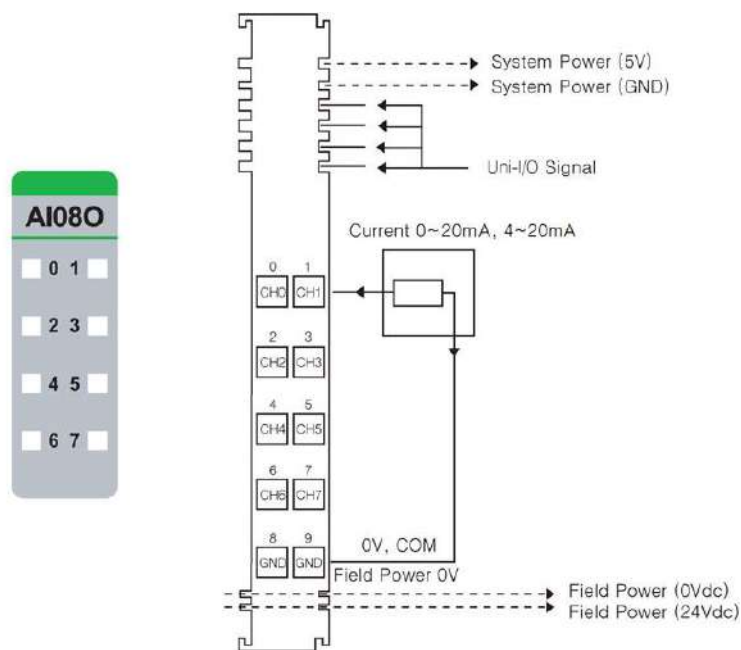 AI08O
0 1
2 3
4 5
6 7
System Power (5V)
System Power (GND)
Uni-I/O Signal
Current 0~20mA, 4~20mA
0 1
CH0 CH1
2 3
CH2 CH3
4 5
CH4 CH5
6 7
CH6 CH7
8 9
GND GND
0V, COM
Field Power 0V
Field Power (0Vdc)
Field Power (24Vdc)